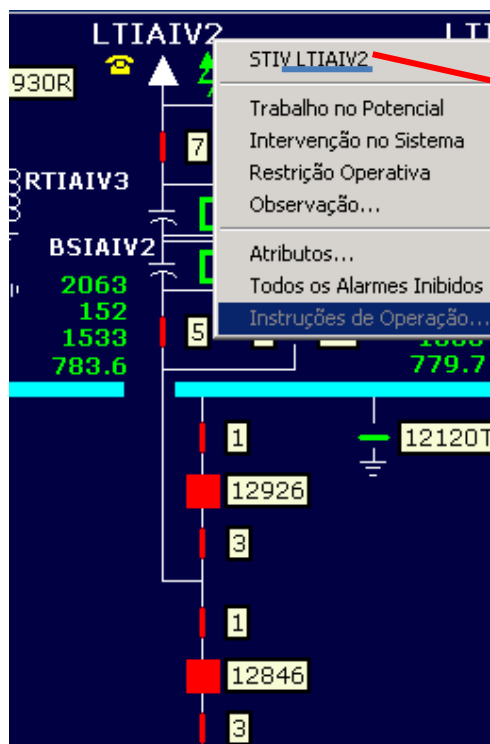 LTIAIV2
LTI
930R
STIV LTIAIV2
Trabalho no Potencial
Intervenção no Sistema
Restrição Operativa
Observação...
Atributos...
Todos os Alarmes Inibidos
Instruções de Operação...
7
RTIAIV3
BSIAIV2
2063
152
1533
783.6
5
779.7
1
12120T
12926
3
1
12846
3